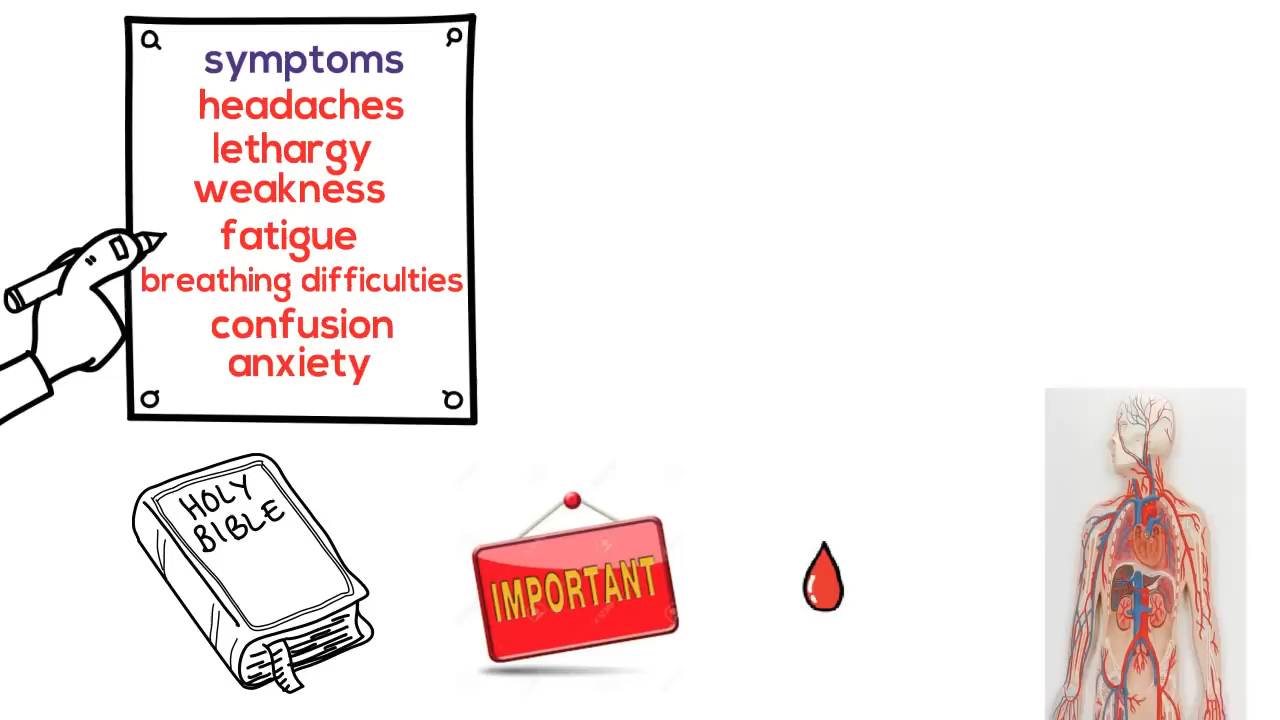 symptoms
headaches
lethargy
weakness
fatigue
breathing difficulties
confusion
anxiety
HOLY
BIBLE
IMPORTANT